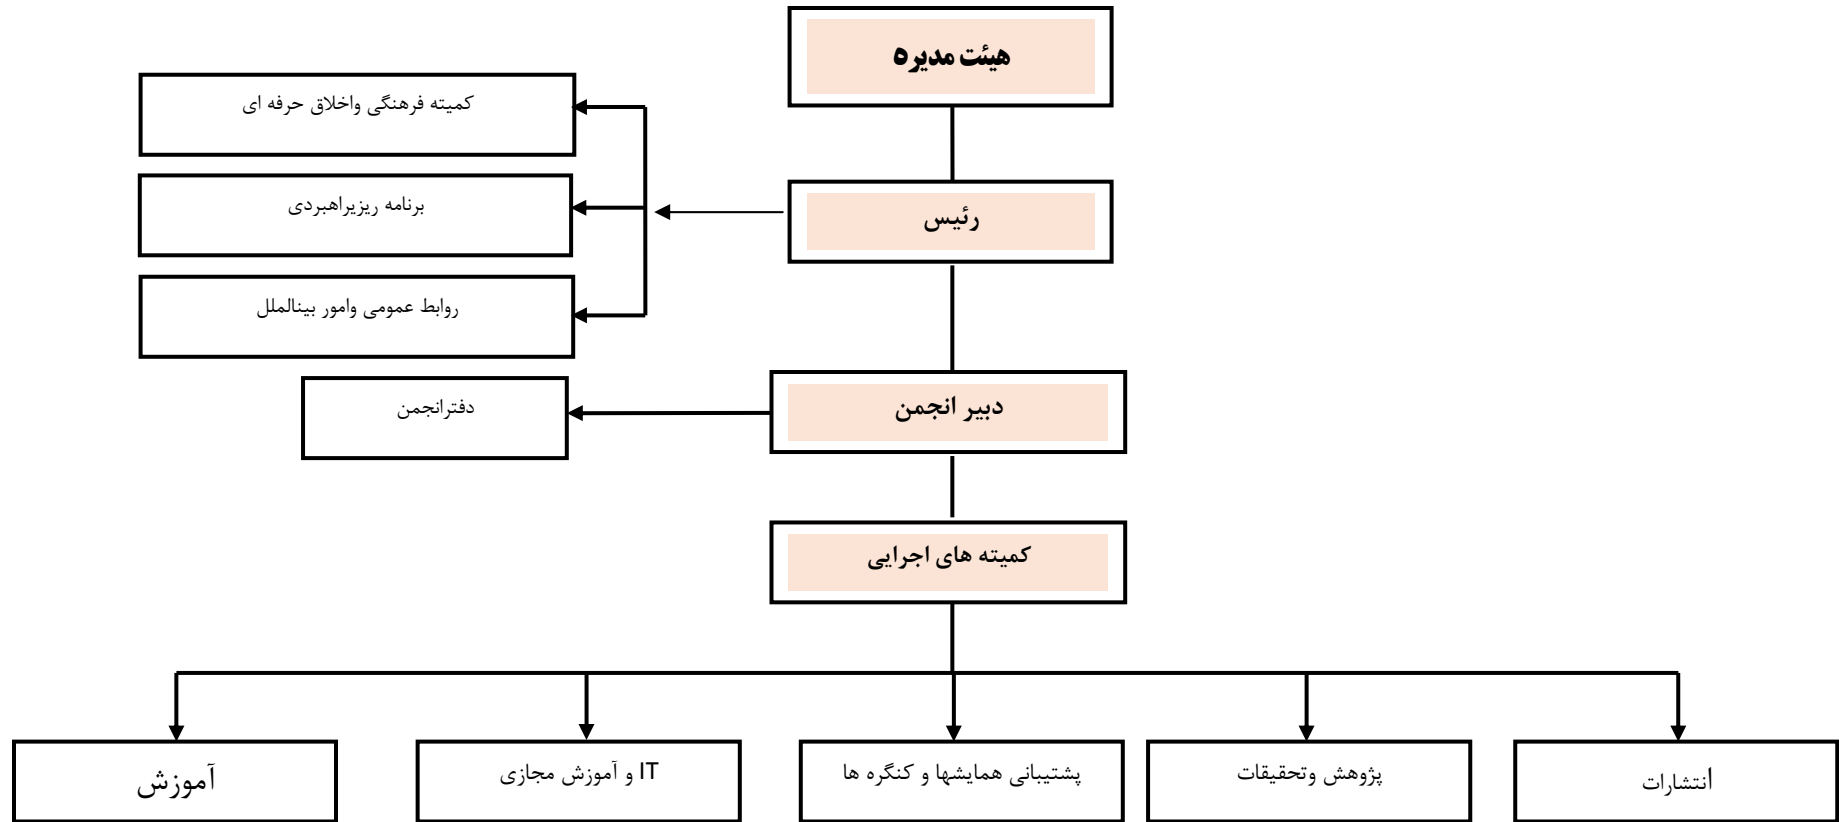 هیئت مدیره
کمیته فرهنگی واخلاق حرفه ای
برنامه ریزیراهبردی
رئیس
روابط عمومی وامور بینالملل
دبیر انجمن
دفترانجمن
کمیته های اجرایی
انتشارات
پژوهش وتحقیقات
پشتیبانی همایشها و کنگره ها
IT و آموزش مجازی
آموزش